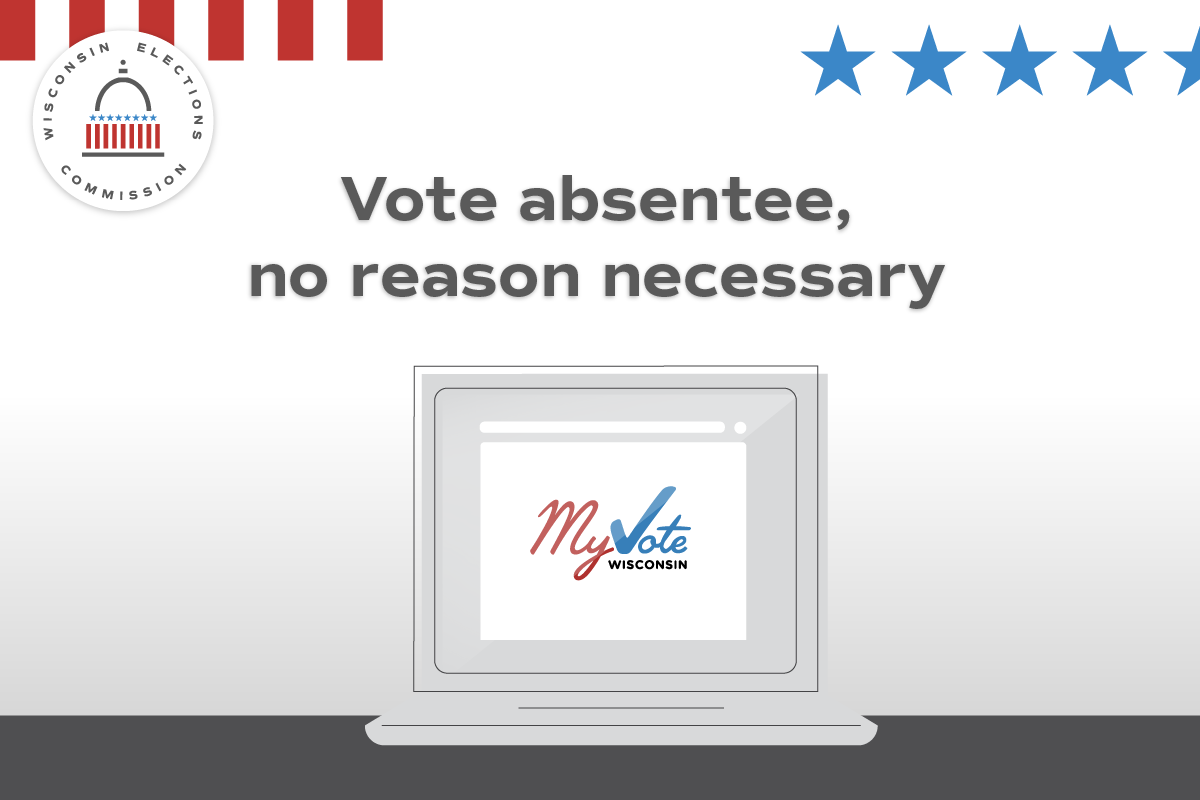 WISCONSIN ELECTIONS
COMMISSION
Vote absentee,
no reason necessary
MyVote
WISCONSIN